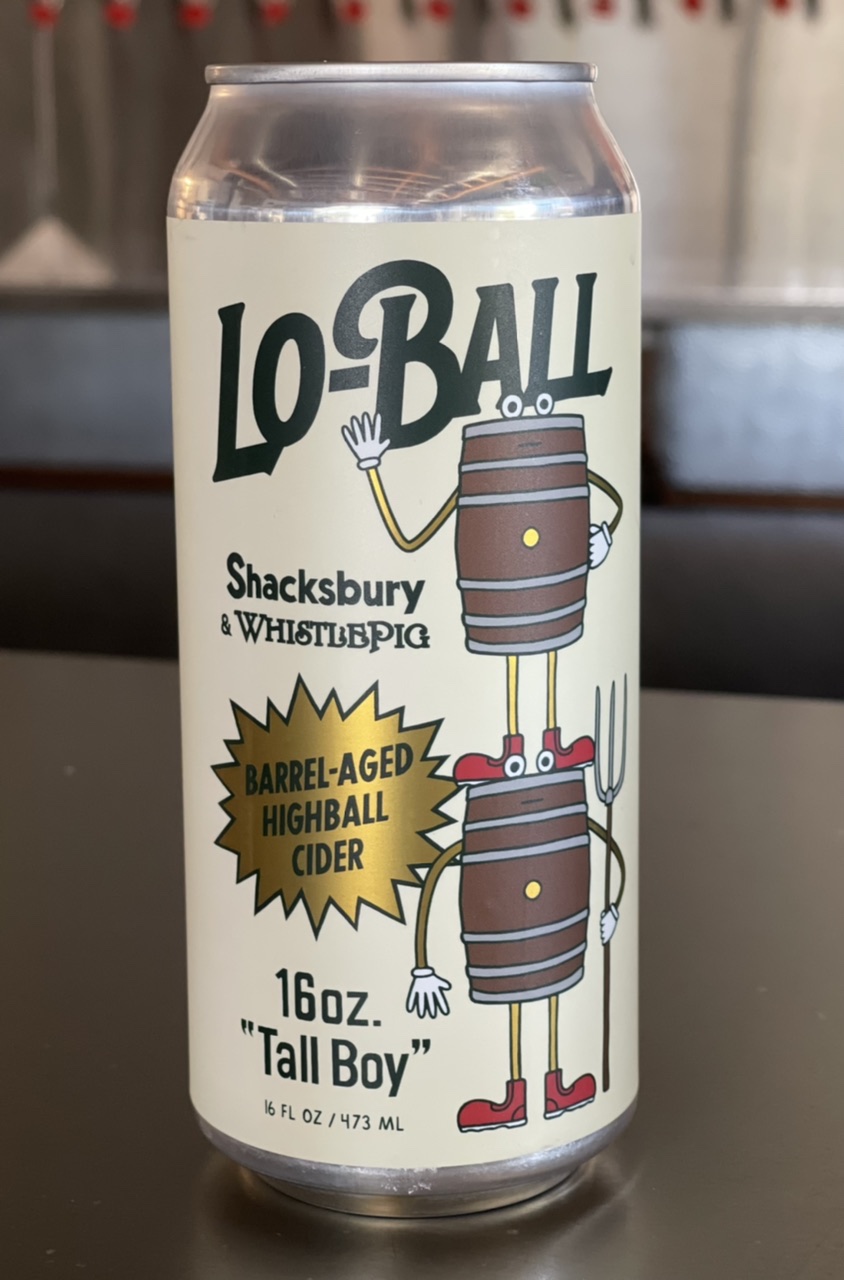 LO-BALL
Shacksbury
& WHISTLEPIG
BARREL-AGED
HIGHBALL
CIDER
16oz.
"Tall Boy"
16 FL OZ / 473 ML